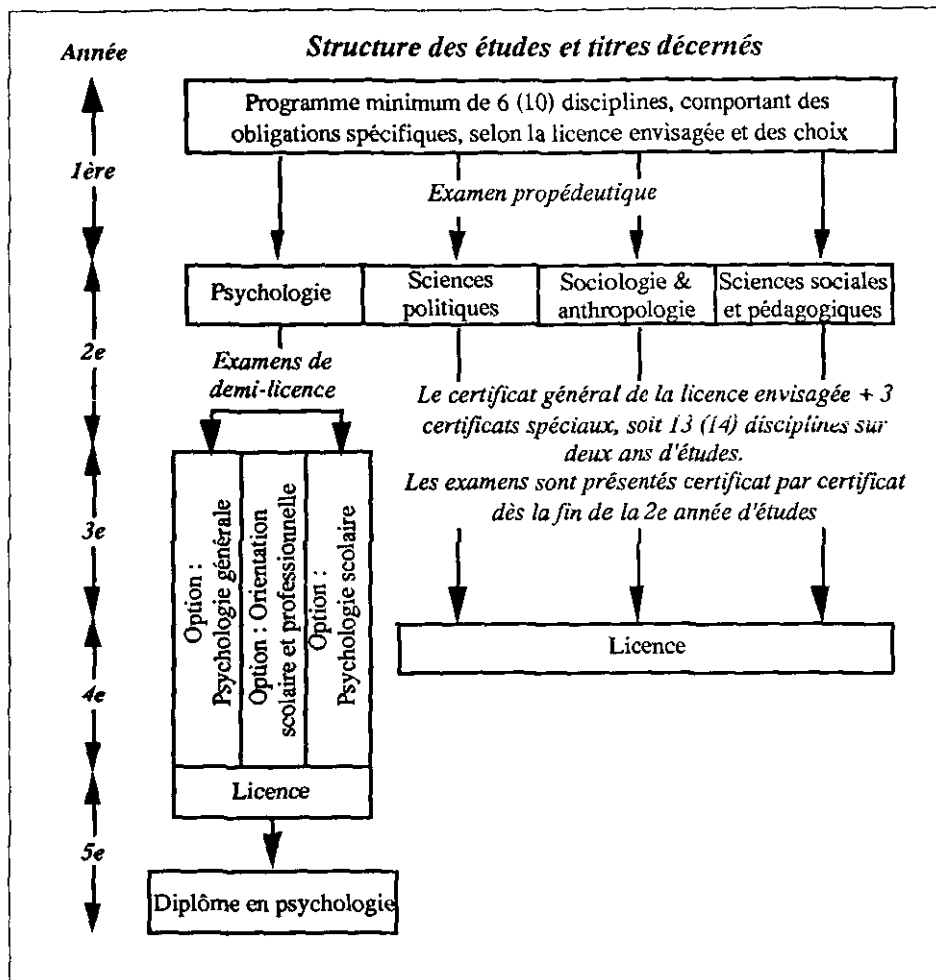 Année
Structure des études et titres décernés
Programme minimum de 6 (10) disciplines, comportant des
obligations spécifiques, selon la licence envisagée et des choix
1ère
Examen propédeutique
Psychologie
Sciences
politiques
Sociologie &
anthropologie
Sciences sociales
et pédagogiques
2e
Examens de
demi-licence
Le certificat général de la licence envisagée + 3
certificats spéciaux, soit 13 (14) disciplines sur
deux ans d'études.
Les examens sont présentés certificat par certificat
dès la fin de la 2e année d'études
3e
Option :
Psychologie générale
Option : Orientation
scolaire et professionnelle
Option :
Psychologie scolaire
Licence
4e
Licence
5e
Diplôme en psychologie